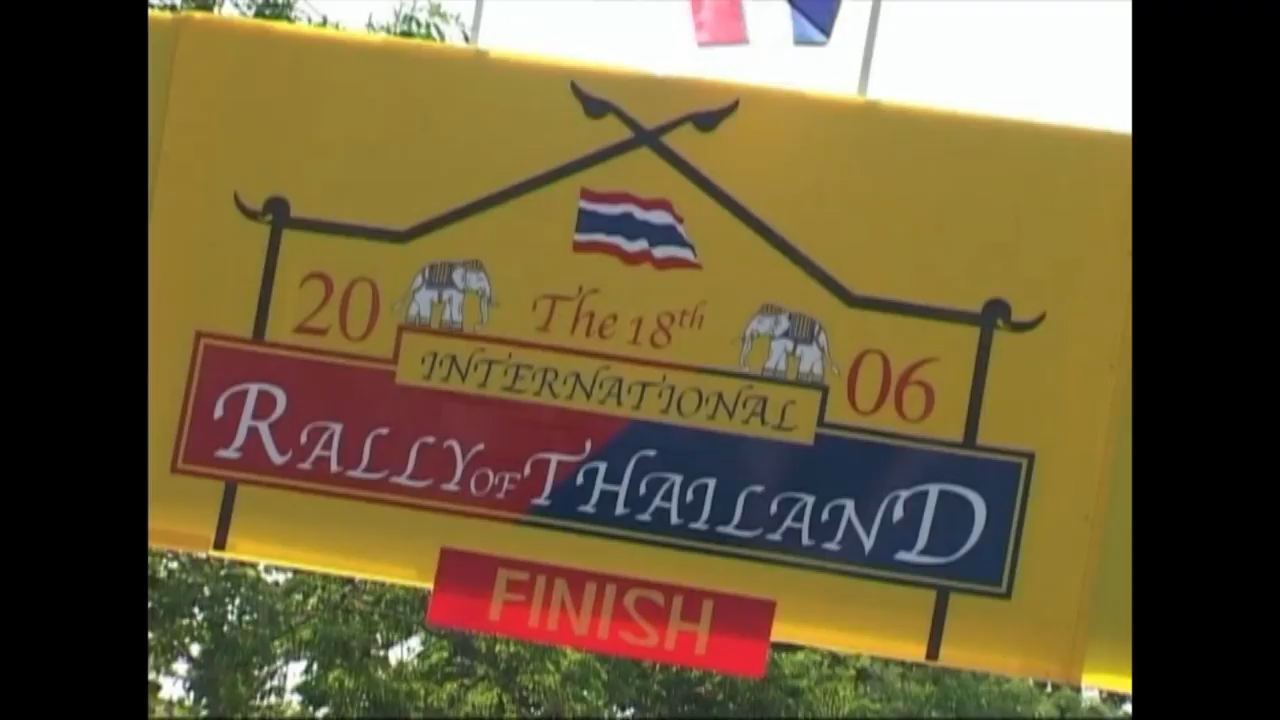 20 The 18th 06
INTERNATIONAL
RALLY OF THAILAND
FINISH